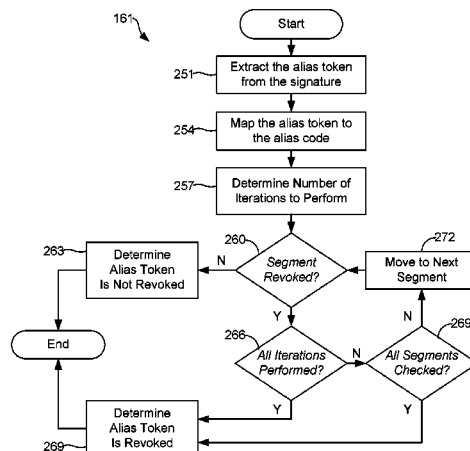 161
Start
251
Extract the alias token
from the signature
254
Map the alias token to
the alias code
257
Determine Number of
Iterations to Perform
263
Determine
Alias Token
Is Not Revoked
N
260
Segment
Revoked?
272
Move to Next
Segment
Y
N
End
266
All Iterations
Performed?
N
269
All Segments
Checked?
Y
Y
Determine
Alias Token
Is Revoked
269